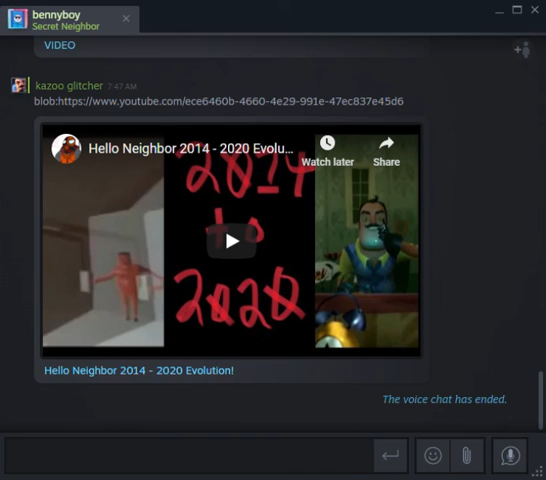 bennyboy
Secret Neighbor
VIDEO
kazoo glitcher 7:47 AM
blob:https://www.youtube.com/ece6460b-4660-4e29-991e-47ec837e45d6
Hello Neighbor 2014 - 2020 Evolu...
Watch later
Share
2014
to
2020
Hello Neighbor 2014 - 2020 Evolution!
The voice chat has ended.